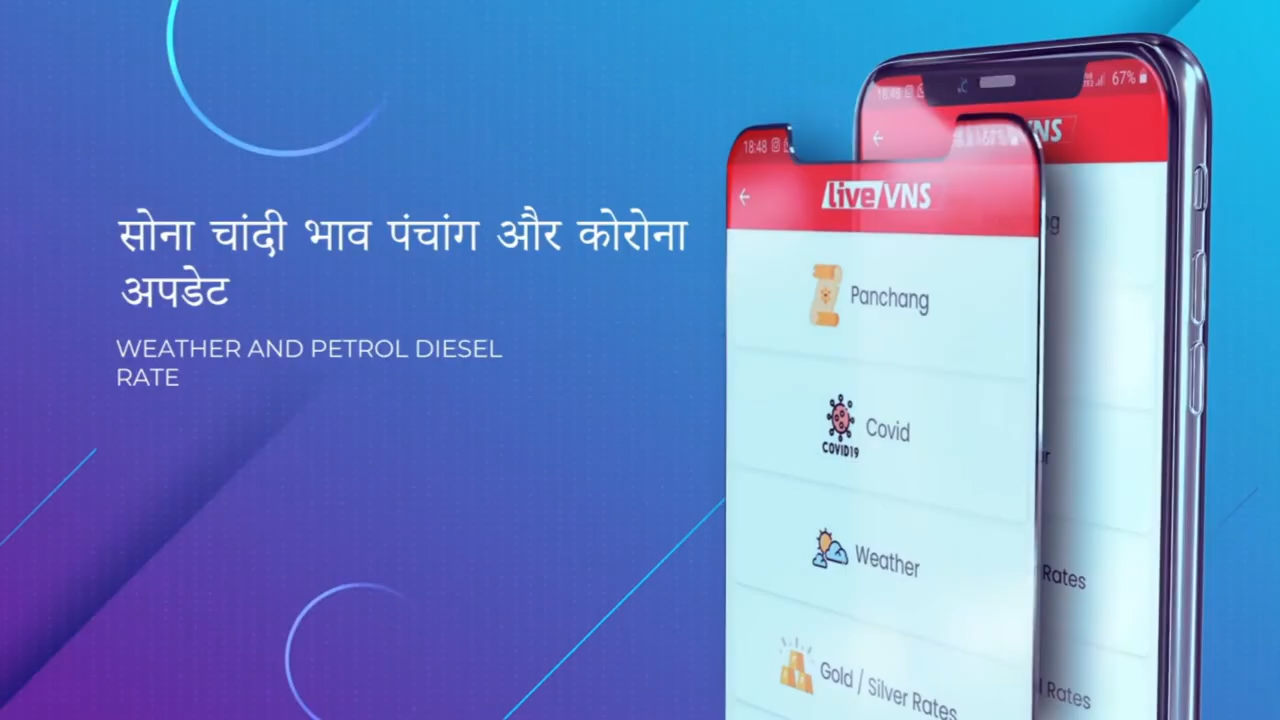 सोना चांदी भाव पंचांग और कोरोना
अपडेट
WEATHER AND PETROL DIESEL
RATE
67%
VNS
18:48
live VNS
Panchang
COVID19
Covid
Weather
Gold / Silver Rates
Rates
Rates